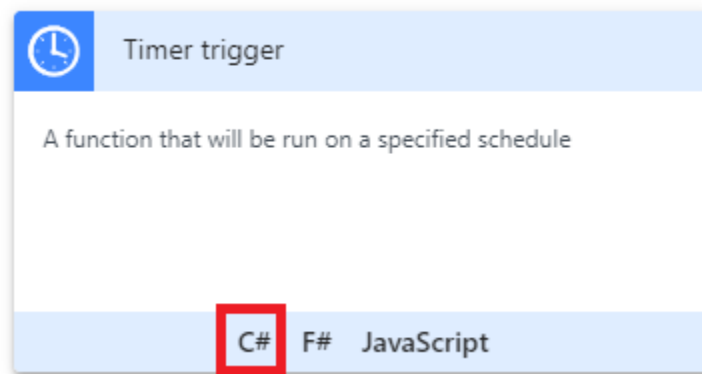 Timer trigger
A function that will be run on a specified schedule
C# F# JavaScript